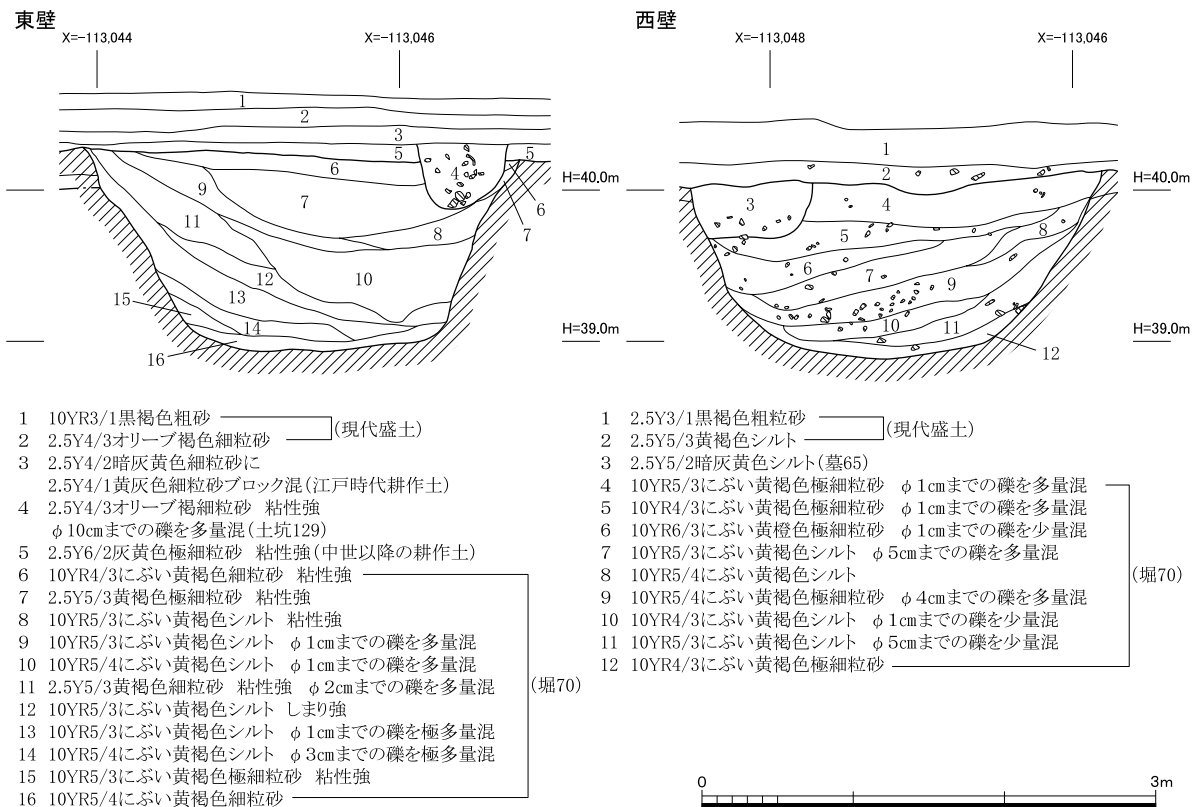 東壁
X=-113,044
X=-113,046
1
2
3
5
4
5
6
9
7
8
6
7
11
12
10
13
15
14
16
H=40.0m
H=39.0m
西壁
X=-113,048
X=-113,046
1
2
3
4
5
8
6
7
9
10
11
12
H=40.0m
H=39.0m
1 10YR3/1黒褐色粗砂
2 2.5Y4/3オリーブ褐色細粒砂
(現代盛土)
3 2.5Y4/2暗灰黄色細粒砂に
2.5Y4/1黄灰色細粒砂ブロック混(江戸時代耕作土)
4 2.5Y4/3オリーブ褐細粒砂 粘性強
φ10cmまでの礫を多量混(土坑129)
5 2.5Y6/2灰黄色極細粒砂 粘性強(中世以降の耕作土)
6 10YR4/3にぶい黄褐色細粒砂 粘性強
7 2.5Y5/3黄褐色極細粒砂 粘性強
8 10YR5/3にぶい黄褐色シルト 粘性強
9 10YR5/3にぶい黄褐色シルト φ1cmまでの礫を多量混
10 10YR5/4にぶい黄褐色シルト φ1cmまでの礫を多量混
11 2.5Y5/3黄褐色細粒砂 粘性強 φ2cmまでの礫を多量混
12 10YR5/3にぶい黄褐色シルト しまり強
13 10YR5/3にぶい黄褐色シルト φ1cmまでの礫を極多量混
14 10YR5/4にぶい黄褐色シルト φ3cmまでの礫を極多量混
15 10YR5/3にぶい黄褐色極細粒砂 粘性強
16 10YR5/4にぶい黄褐色細粒砂
(堀70)
1 2.5Y3/1黒褐色粗粒砂
2 2.5Y5/3黄褐色シルト
(現代盛土)
3 2.5Y5/2暗灰黄色シルト(墓65)
4 10YR5/3にぶい黄褐色極細粒砂 φ1cmまでの礫を多量混
5 10YR4/3にぶい黄褐色極細粒砂 φ1cmまでの礫を多量混
6 10YR6/3にぶい黄橙色極細粒砂 φ1cmまでの礫を少量混
7 10YR5/3にぶい黄褐色シルト φ5cmまでの礫を多量混
8 10YR5/4にぶい黄褐色シルト
9 10YR5/4にぶい黄褐色極細粒砂 φ4cmまでの礫を多量混
10 10YR4/3にぶい黄褐色シルト φ1cmまでの礫を少量混
11 10YR5/3にぶい黄褐色シルト φ5cmまでの礫を少量混
12 10YR4/3にぶい黄褐色極細粒砂
(堀70)
0
3m